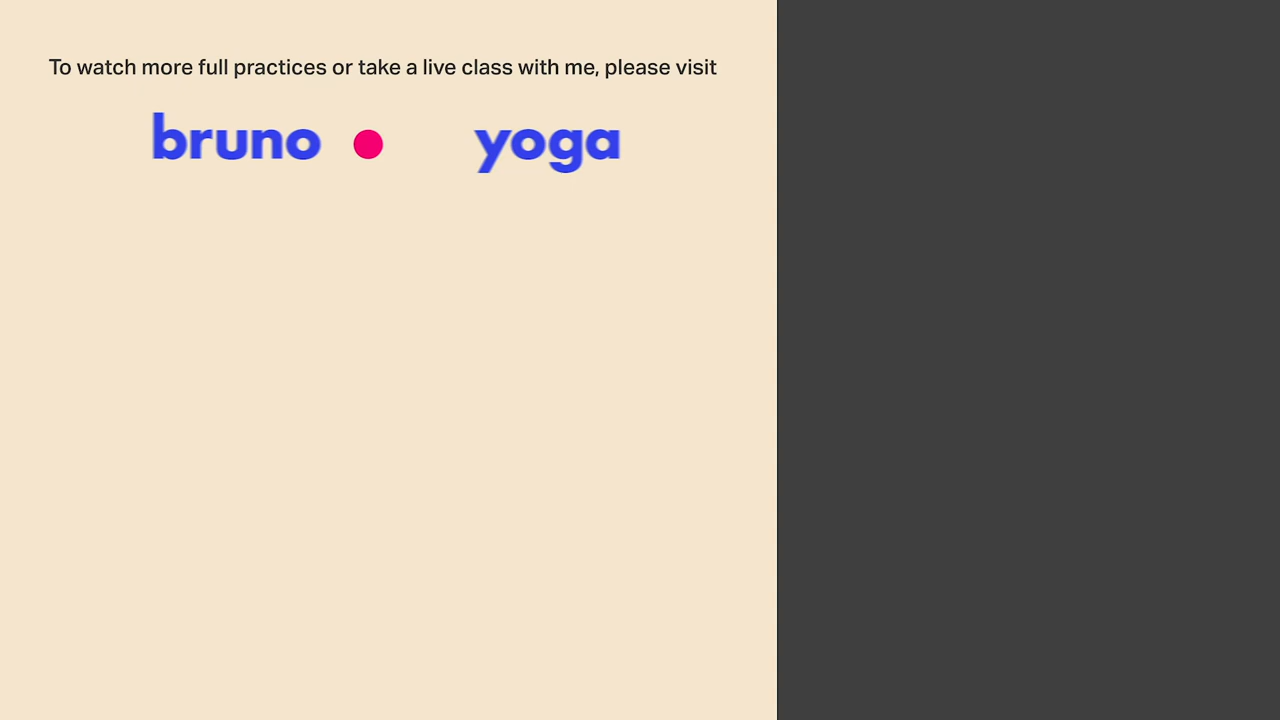 To watch more full practices or take a live class with me, please visit
bruno • yoga